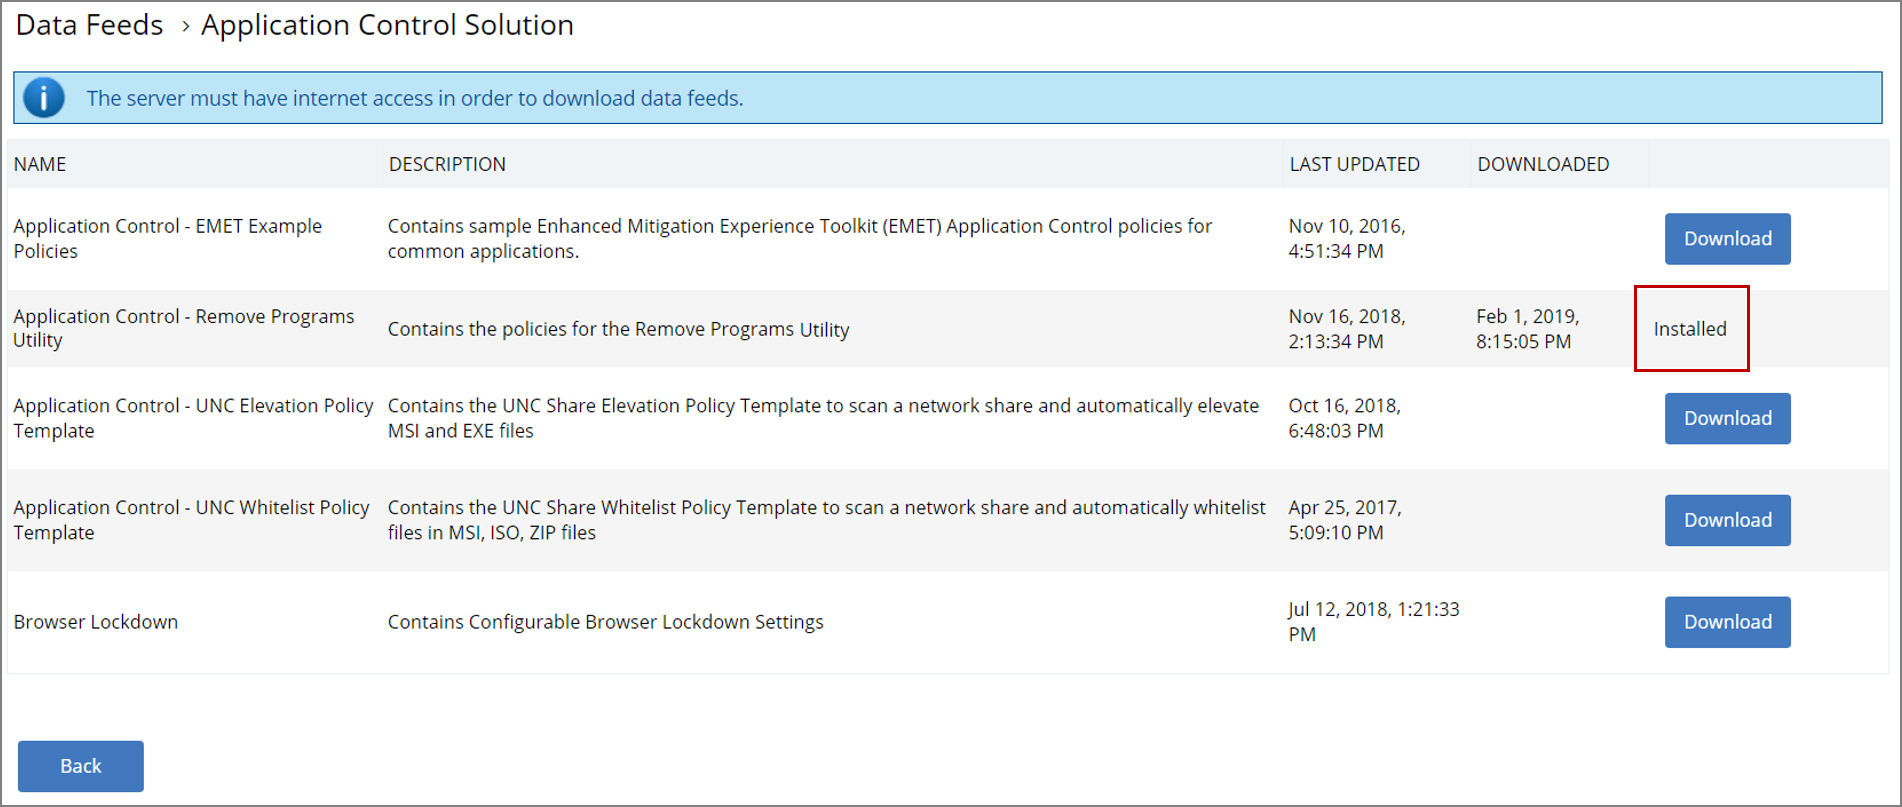 Data Feeds › Application Control Solution
The server must have internet access in order to download data feeds.
NAME DESCRIPTION LAST UPDATED DOWNLOADED
Application Control - EMET Example
Policies
Contains sample Enhanced Mitigation Experience Toolkit (EMET) Application Control policies for
common applications.
Nov 10, 2016,
4:51:34 PM
Download
Application Control - Remove Programs
Utility
Contains the policies for the Remove Programs Utility
Nov 16, 2018,
2:13:34 PM
Feb 1, 2019,
8:15:05 PM
Installed
Application Control - UNC Elevation Policy
Template
Contains the UNC Share Elevation Policy Template to scan a network share and automatically elevate
MSI and EXE files
Oct 16, 2018,
6:48:03 PM
Download
Application Control - UNC Whitelist Policy
Template
Contains the UNC Share Whitelist Policy Template to scan a network share and automatically whitelist
files in MSI, ISO, ZIP files
Apr 25, 2017,
5:09:10 PM
Download
Browser Lockdown
Contains Configurable Browser Lockdown Settings
Jul 12, 2018, 1:21:33
PM
Download
Back